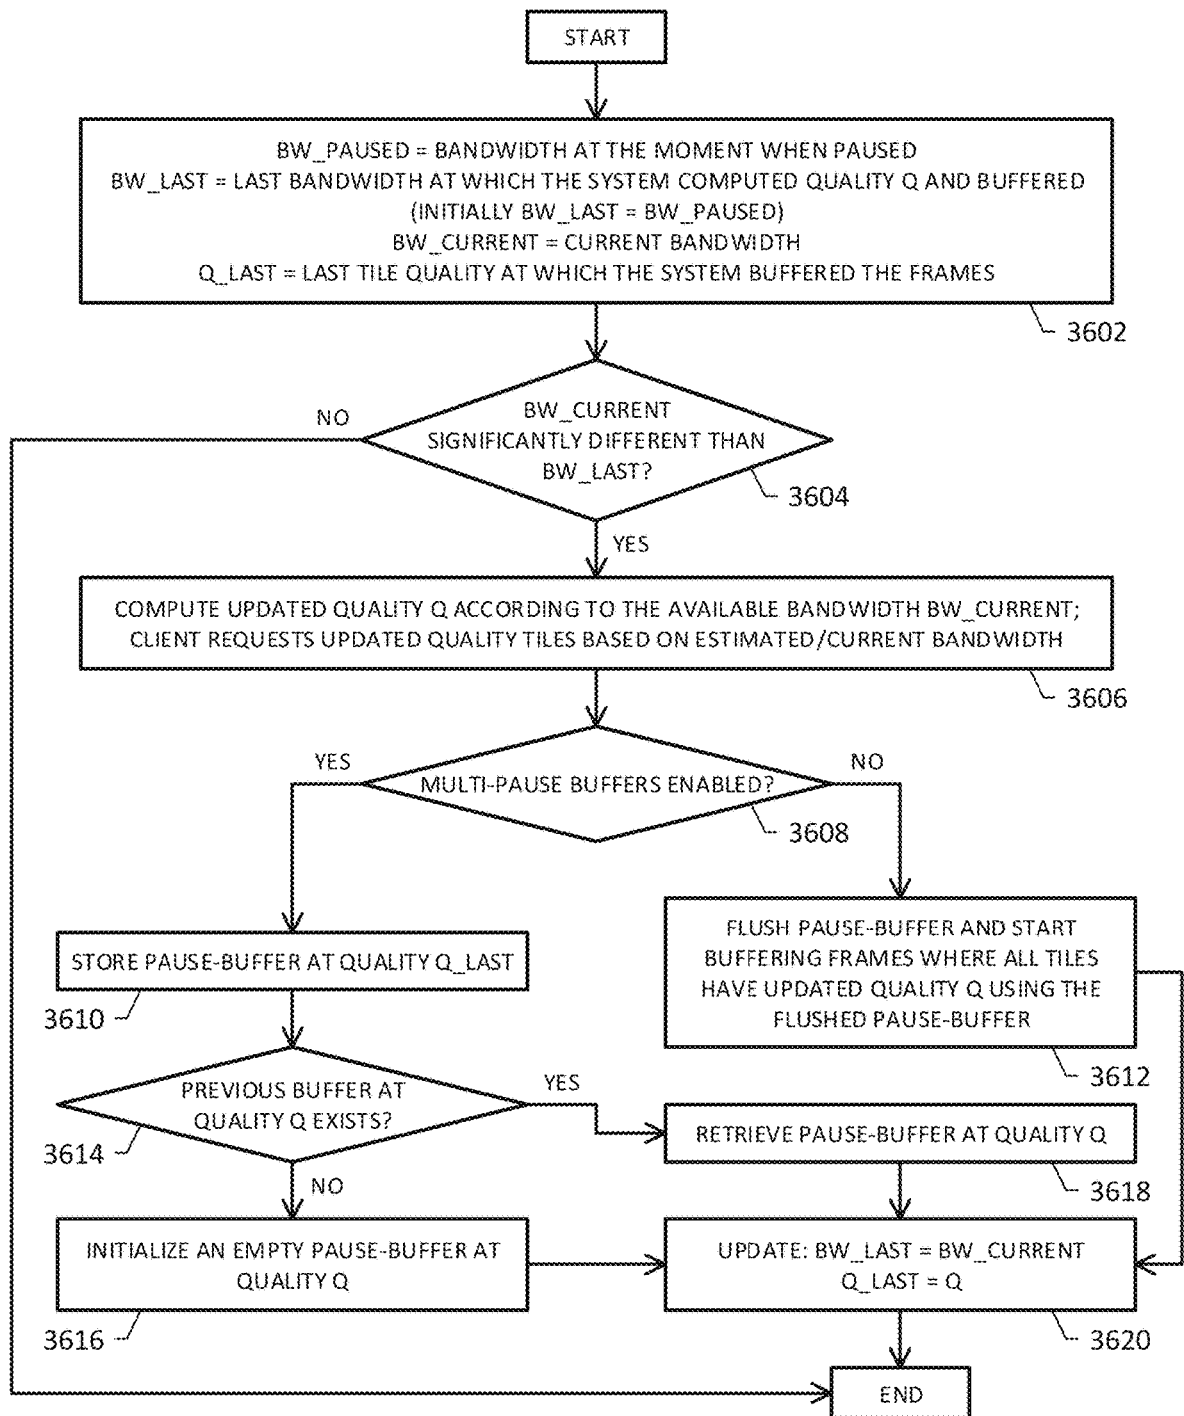 START
BW_PAUSED = BANDWIDTH AT THE MOMENT WHEN PAUSED
BW_LAST = LAST BANDWIDTH AT WHICH THE SYSTEM COMPUTED QUALITY Q AND BUFFERED
(INITIALLY BW_LAST = BW_PAUSED)
BW_CURRENT = CURRENT BANDWIDTH
Q_LAST = LAST TILE QUALITY AT WHICH THE SYSTEM BUFFERED THE FRAMES
3602
NO
BW_CURRENT
SIGNIFICANTLY DIFFERENT THAN
BW_LAST?
3604
YES
COMPUTE UPDATED QUALITY Q ACCORDING TO THE AVAILABLE BANDWIDTH BW_CURRENT;
CLIENT REQUESTS UPDATED QUALITY TILES BASED ON ESTIMATED/CURRENT BANDWIDTH
3606
YES
NO
MULTI-PAUSE BUFFERS ENABLED?
3608
STORE PAUSE-BUFFER AT QUALITY Q_LAST
3610
FLUSH PAUSE-BUFFER AND START
BUFFERING FRAMES WHERE ALL TILES
HAVE UPDATED QUALITY Q USING THE
FLUSHED PAUSE-BUFFER
3612
PREVIOUS BUFFER AT
QUALITY Q EXISTS?
3614
YES
RETRIEVE PAUSE-BUFFER AT QUALITY Q
3618
NO
INITIALIZE AN EMPTY PAUSE-BUFFER AT
QUALITY Q
3616
UPDATE: BW_LAST = BW_CURRENT
Q_LAST = Q
3620
END